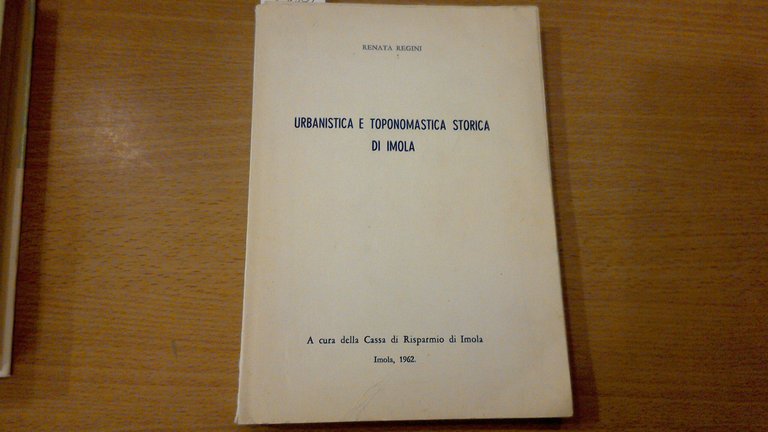 RENATA REGINI
URBANISTICA E TOPONOMASTICA STORICA
DI IMOLA
A cura della Cassa di Risparmio di Imola
Imola, 1962.